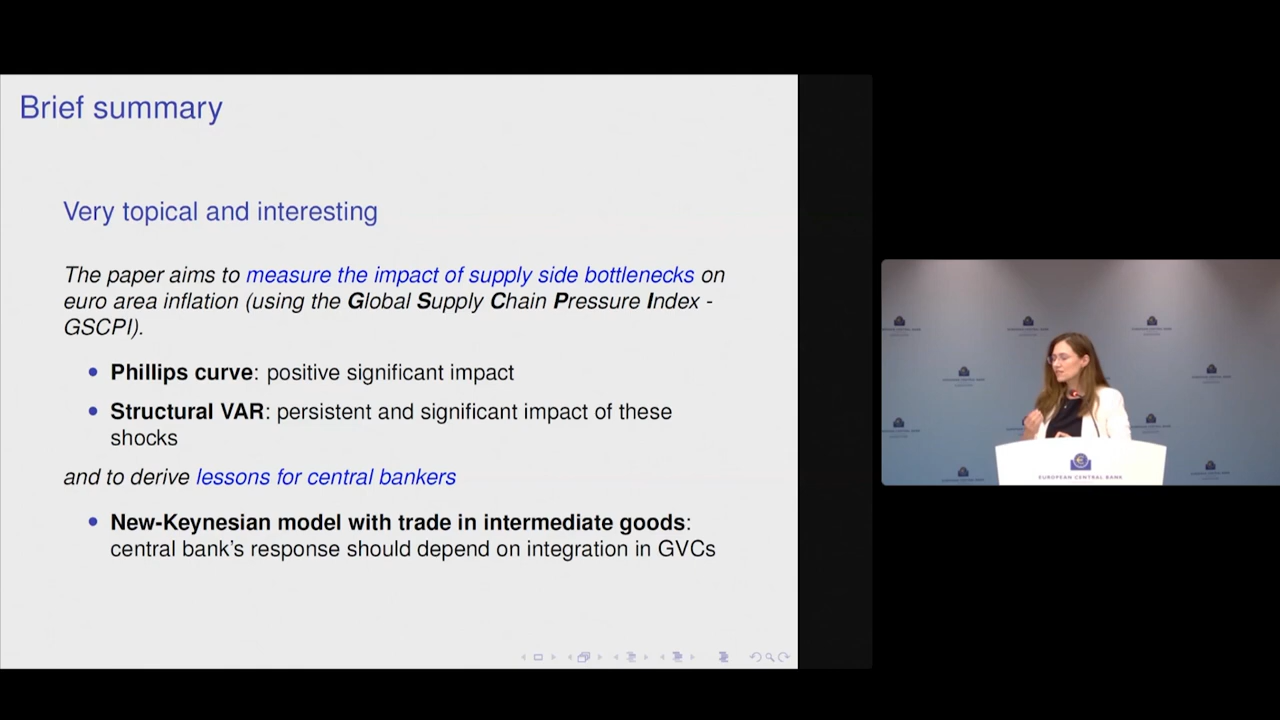 Brief summary
Very topical and interesting
The paper aims to measure the impact of supply side bottlenecks on
euro area inflation (using the Global Supply Chain Pressure Index -
GSCPI).
• Phillips curve: positive significant impact
• Structural VAR: persistent and significant impact of these
shocks
and to derive lessons for central bankers
• New-Keynesian model with trade in intermediate goods:
central bank's response should depend on integration in GVCs
EUROPEAN CENTRAL BANK